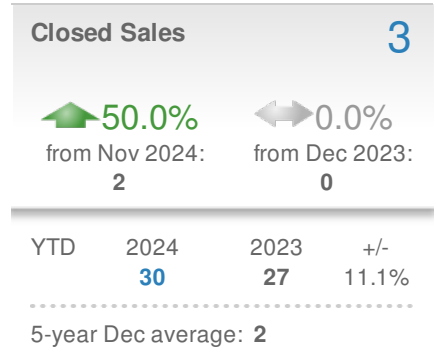 Closed Sales 3
50.0% 0.0%
from Nov 2024: from Dec 2023:
2 0
YTD 2024 2023 +/-
30 27 11.1%
5-year Dec average: 2